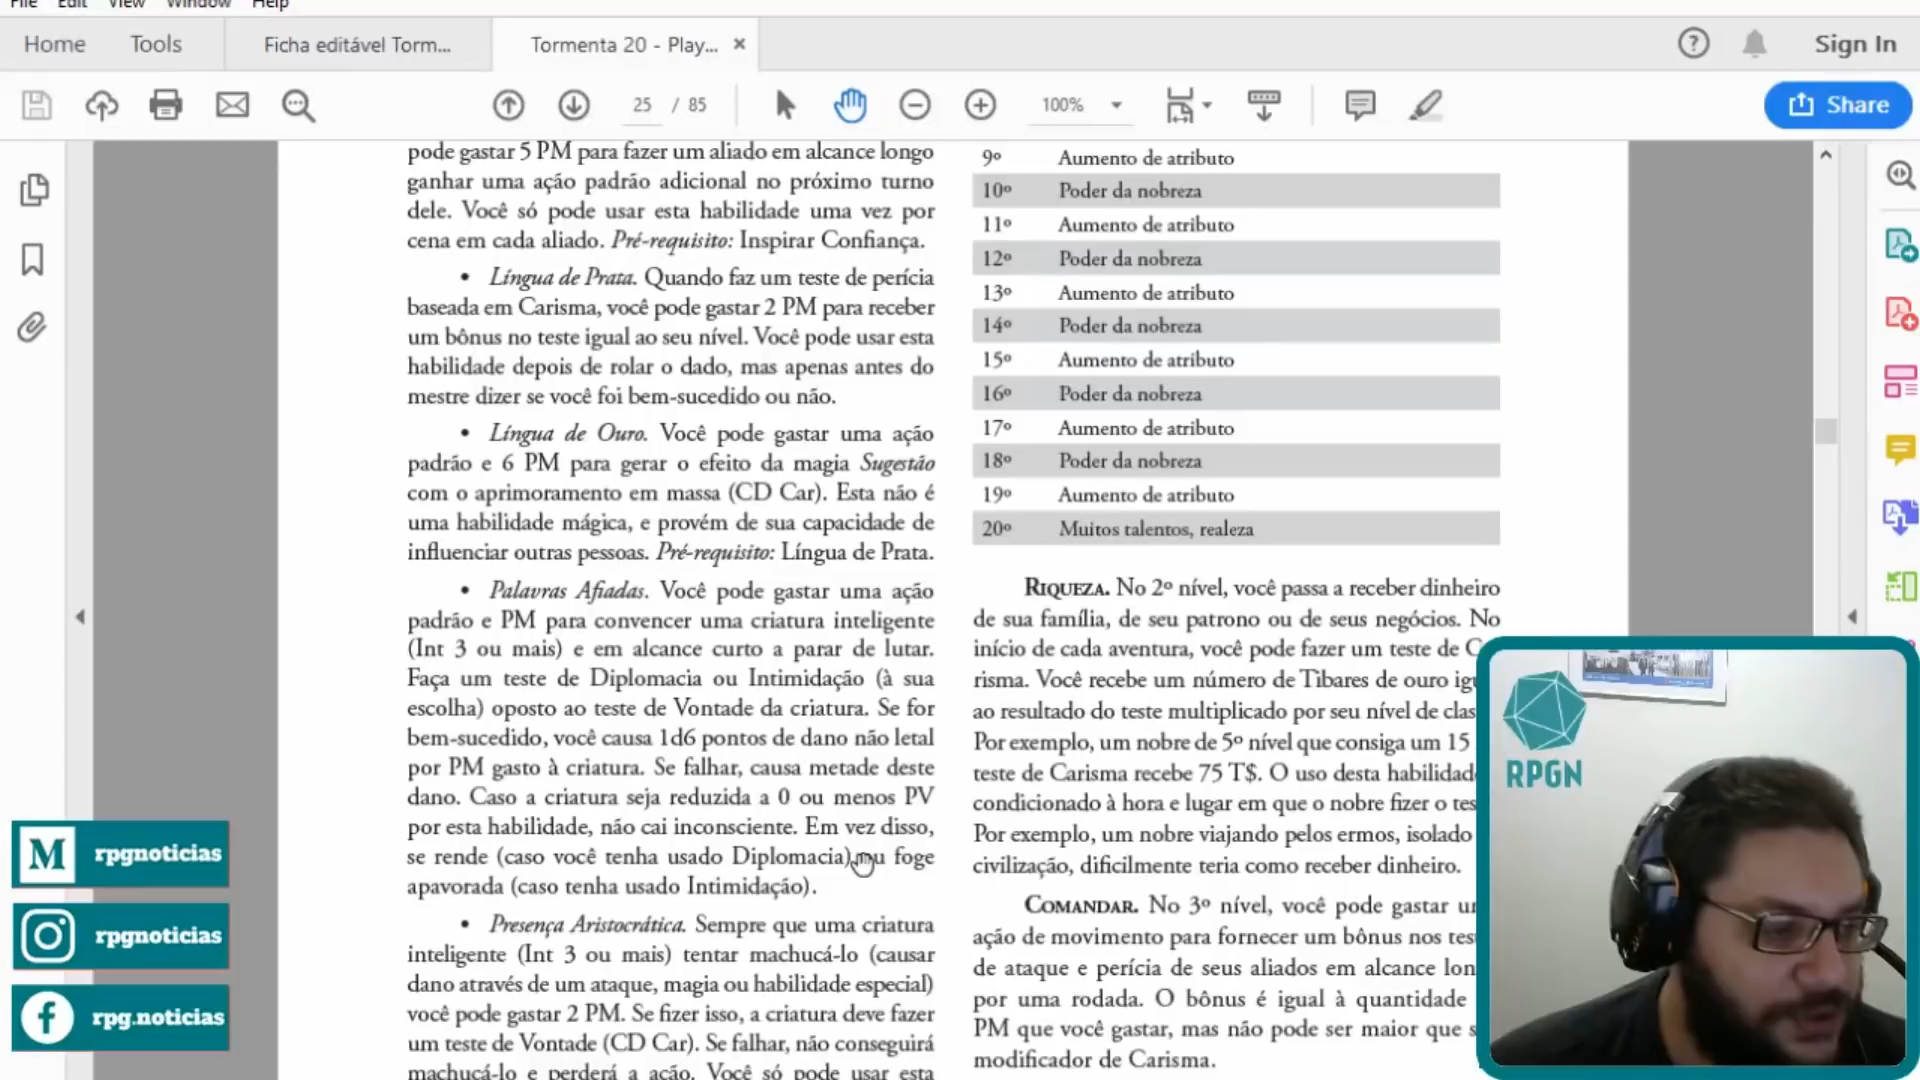 File Edit View Window Help
Home Tools Ficha editável Torm... Tormenta 20 - Play... Sign In
25 / 85 100% Share
pode gastar 5 PM para fazer um aliado em alcance longo
ganhar uma ação padrão adicional no próximo turno
dele. Você só pode usar esta habilidade uma vez por
cena em cada aliado. Pré-requisito: Inspirar Confiança.
• Língua de Prata. Quando faz um teste de perícia
baseada em Carisma, você pode gastar 2 PM para receber
um bônus no teste igual ao seu nível. Você pode usar esta
habilidade depois de rolar o dado, mas apenas antes do
mestre dizer se você foi bem-sucedido ou não.
• Língua de Ouro. Você pode gastar uma ação
padrão e 6 PM para gerar o efeito da magia Sugestão
com o aprimoramento em massa (CD Car). Esta não é
uma habilidade mágica, e provém de sua capacidade de
influenciar outras pessoas. Pré-requisito: Língua de Prata.
• Palavras Afiadas. Você pode gastar uma ação
padrão e PM para convencer uma criatura inteligente
(Int 3 ou mais) e em alcance curto a parar de lutar.
Faça um teste de Diplomacia ou Intimidação (à sua
escolha) oposto ao teste de Vontade da criatura. Se for
bem-sucedido, você causa 1d6 pontos de dano não letal
por PM gasto à criatura. Se falhar, causa metade deste
dano. Caso a criatura seja reduzida a 0 ou menos PV
por esta habilidade, não cai inconsciente. Em vez disso,
se rende (caso você tenha usado Diplomacia) ou foge
apavorada (caso tenha usado Intimidação).
• Presença Aristocrática. Sempre que uma criatura
inteligente (Int 3 ou mais) tentar machucá-lo (causar
dano através de um ataque, magia ou habilidade especial)
você pode gastar 2 PM. Se fizer isso, a criatura deve fazer
um teste de Vontade (CD Car). Se falhar, não conseguirá
machucá-lo e perderá a ação. Você só pode usar esta
9º Aumento de atributo
10º Poder da nobreza
11º Aumento de atributo
12º Poder da nobreza
13º Aumento de atributo
14º Poder da nobreza
15º Aumento de atributo
16º Poder da nobreza
17º Aumento de atributo
18º Poder da nobreza
19º Aumento de atributo
20º Muitos talentos, realeza
RIQUEZA. No 2º nível, você passa a receber dinheiro
de sua família, de seu patrono ou de seus negócios. No
início de cada aventura, você pode fazer um teste de C
risma. Você recebe um número de Tibares de ouro igu
ao resultado do teste multiplicado por seu nível de clas
Por exemplo, um nobre de 5º nível que consiga um 15
teste de Carisma recebe 75 T$. O uso desta habilidad
condicionado à hora e lugar em que o nobre fizer o tes
Por exemplo, um nobre viajando pelos ermos, isolado
civilização, dificilmente teria como receber dinheiro.
COMANDAR. No 3º nível, você pode gastar u
ação de movimento para fornecer um bônus nos tes
de ataque e perícia de seus aliados em alcance lon
por uma rodada. O bônus é igual à quantidade
PM que você gastar, mas não pode ser maior que s
modificador de Carisma.
RPGN
M rpgnoticias
rpgnoticias
f rpg.noticias